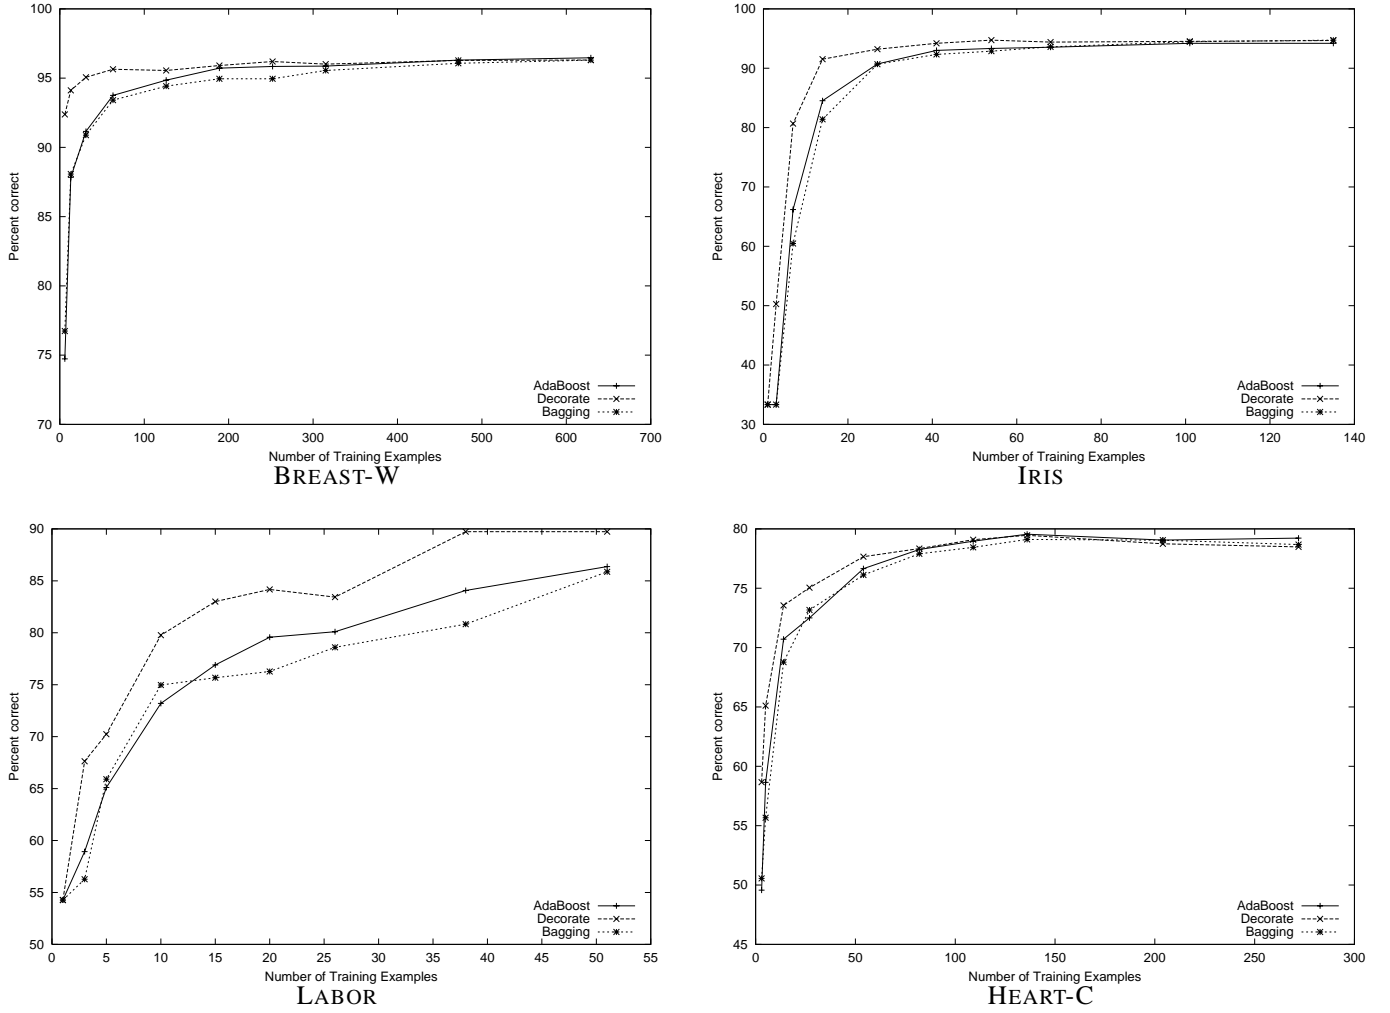 100
95
90
85
80
75
70
Percent correct
AdaBoost
Decorate
Bagging
0 100 200 300 400 500 600 700
Number of Training Examples
BREAST-W
100
90
80
70
60
50
40
30
Percent correct
AdaBoost
Decorate
Bagging
0 20 40 60 80 100 120 140
Number of Training Examples
IRIS
90
85
80
75
70
65
60
55
50
Percent correct
AdaBoost
Decorate
Bagging
0 5 10 15 20 25 30 35 40 45 50 55
Number of Training Examples
LABOR
80
75
70
65
60
55
50
45
Percent correct
AdaBoost
Decorate
Bagging
0 50 100 150 200 250 300
Number of Training Examples
HEART-C